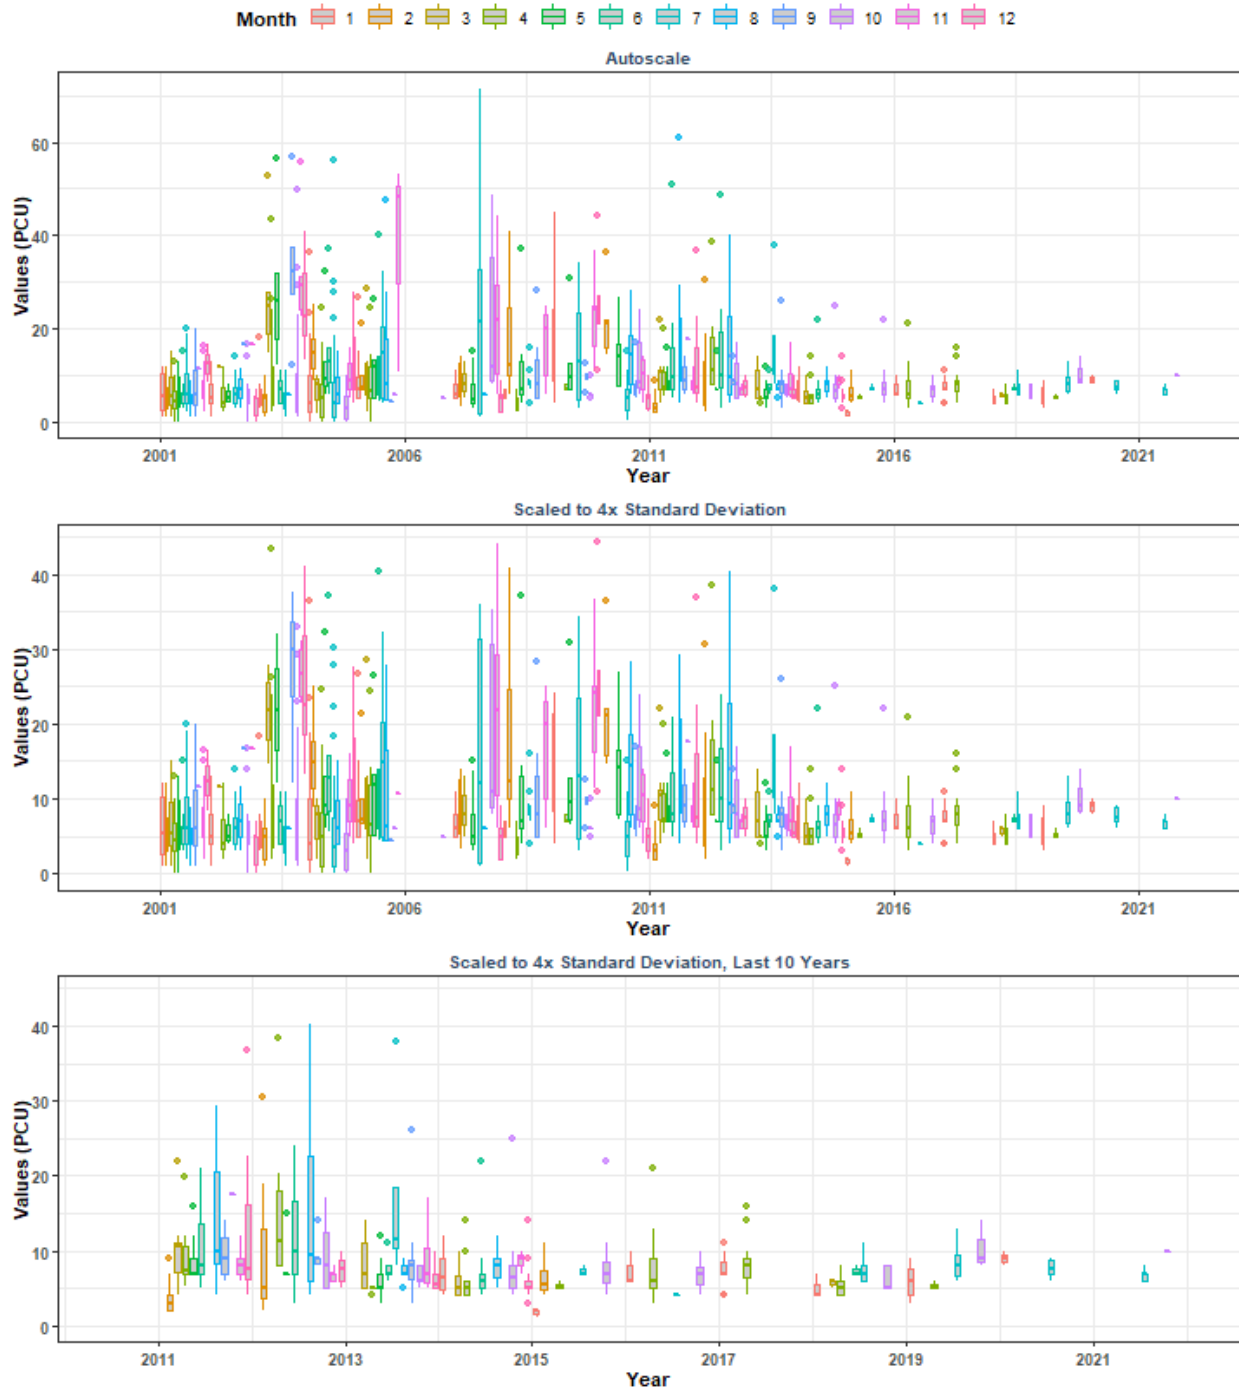 Month 1 2 3 4 5 6 7 8 9 10 11 12
Autoscale
Values (PCU)
60
40
20
0
2001 2006 2011 2016 2021
Year
Scaled to 4x Standard Deviation
Values (PCU)
40
30
20
10
0
2001 2006 2011 2016 2021
Year
Scaled to 4x Standard Deviation, Last 10 Years
Values (PCU)
40
30
20
10
0
2011 2013 2015 2017 2019 2021
Year